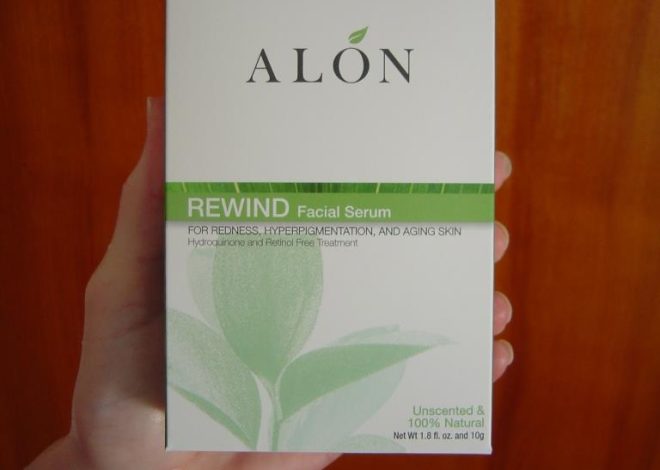 ALÓN
REWIND Facial Serum
FOR REDNESS, HYPERPIGMENTATION, AND AGING SKIN
Hydroquinone and Retinol Free Treatment
Unscented &
100% Natural
Net Wt 1.8 fl. oz. and 10g